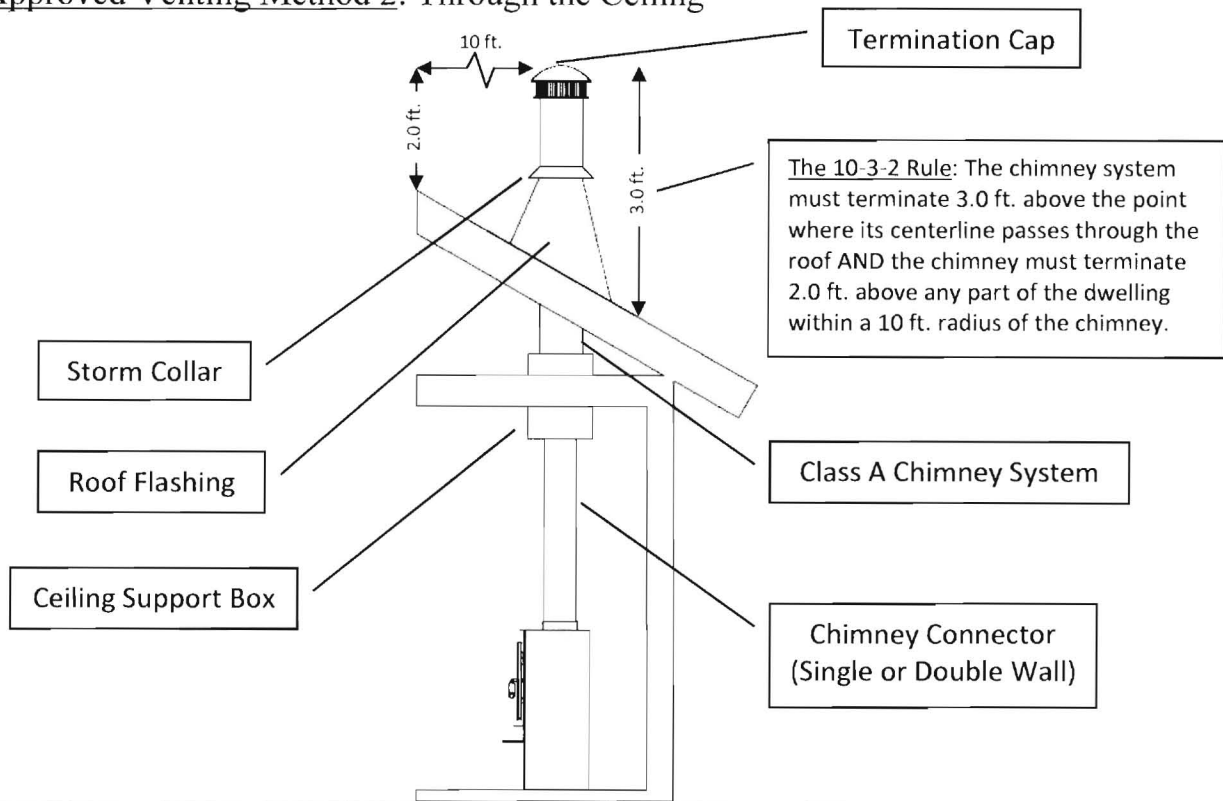 Approved Venting Method 2: Through the Ceiling
10 ft.
Termination Cap
2.0 ft.
3.0 ft.
The 10-3-2 Rule: The chimney system
must terminate 3.0 ft. above the point
where its centerline passes through the
roof AND the chimney must terminate
2.0 ft. above any part of the dwelling
within a 10 ft. radius of the chimney.
Storm Collar
Roof Flashing
Class A Chimney System
Ceiling Support Box
Chimney Connector
(Single or Double Wall)